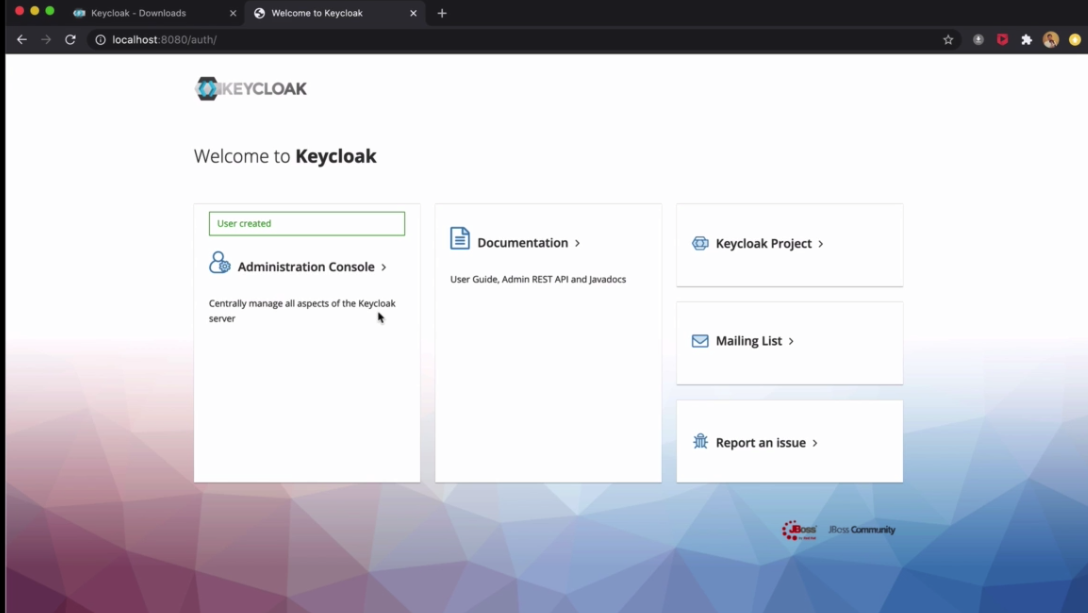 Keycloak - Downloads
Welcome to Keycloak
localhost:8080/auth/
KEYCLOAK
Welcome to Keycloak
User created
Administration Console
Centrally manage all aspects of the Keycloak
server
Documentation
User Guide, Admin REST API and Javadocs
Keycloak Project
Mailing List
Report an issue
JBoss
JBoss Community